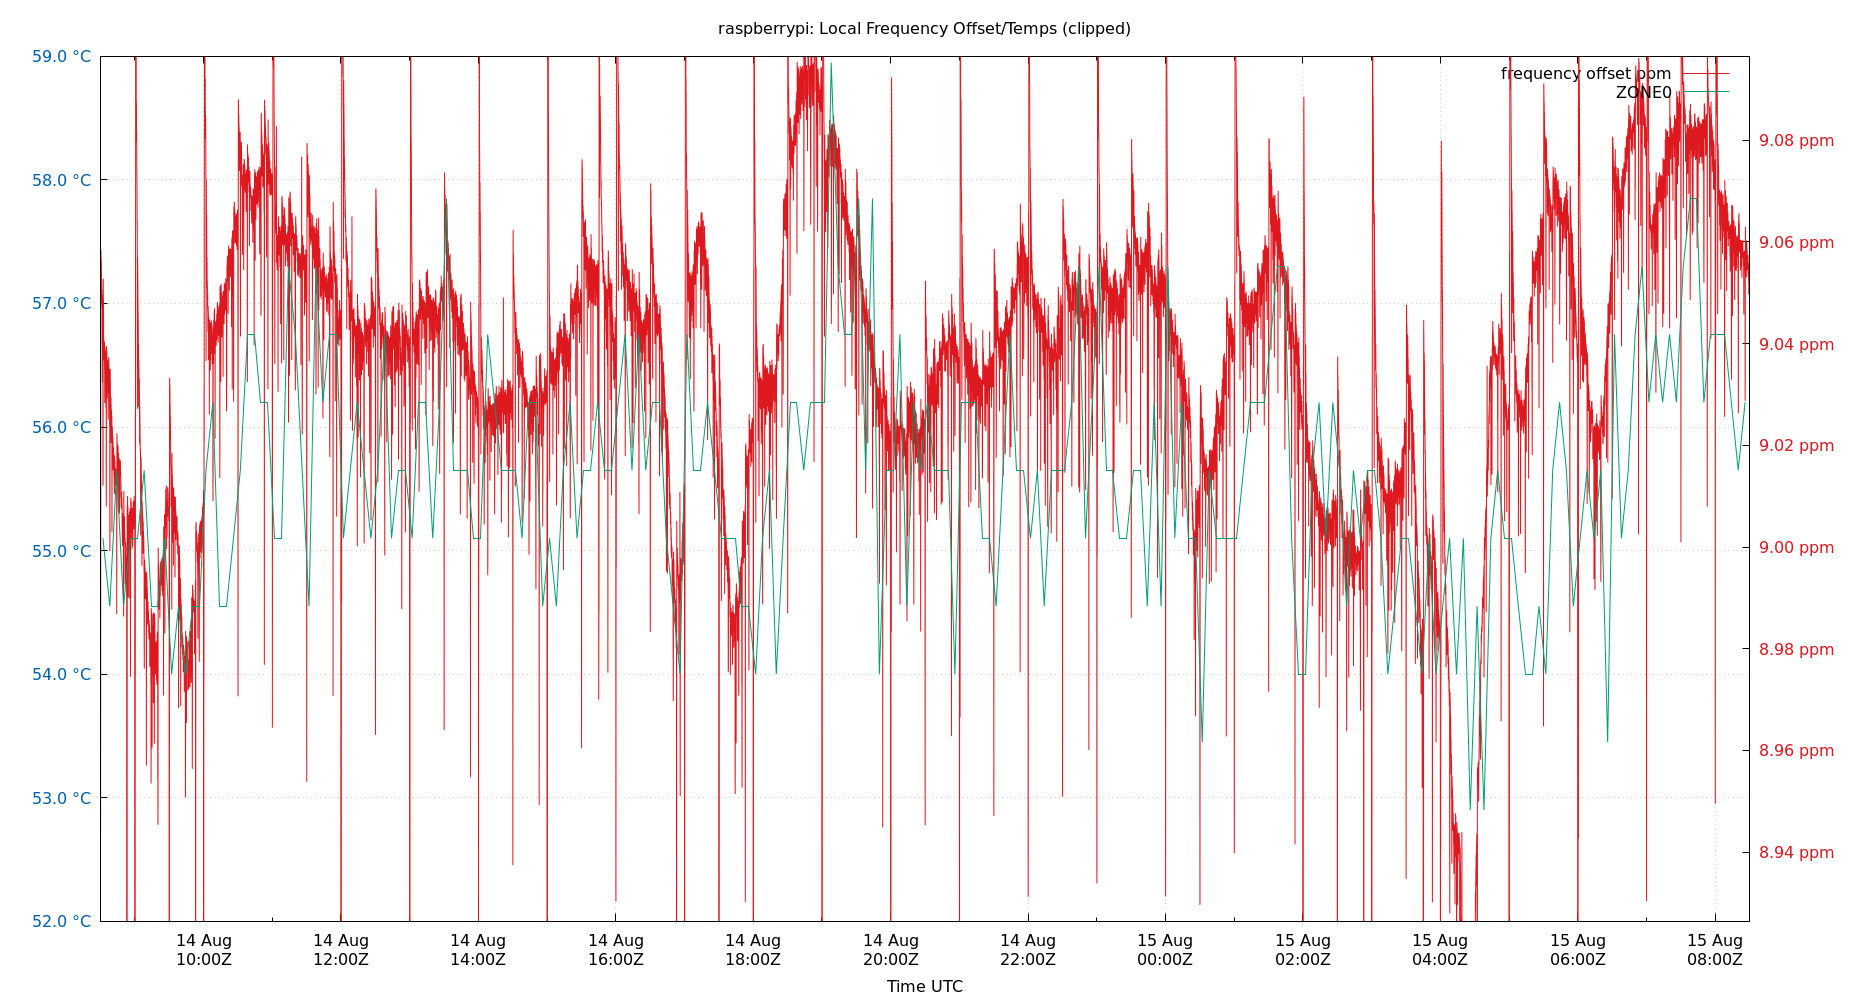 raspberrypi: Local Frequency Offset/Temps (clipped)
59.0 °C
58.0 °C
57.0 °C
56.0 °C
55.0 °C
54.0 °C
53.0 °C
52.0 °C
frequency offset ppm
ZONE0
9.08 ppm
9.06 ppm
9.04 ppm
9.02 ppm
9.00 ppm
8.98 ppm
8.96 ppm
8.94 ppm
14 Aug 14 Aug 14 Aug 14 Aug 14 Aug 14 Aug 14 Aug 15 Aug 15 Aug 15 Aug 15 Aug 15 Aug
10:00Z 12:00Z 14:00Z 16:00Z 18:00Z 20:00Z 22:00Z 00:00Z 02:00Z 04:00Z 06:00Z 08:00Z
Time UTC